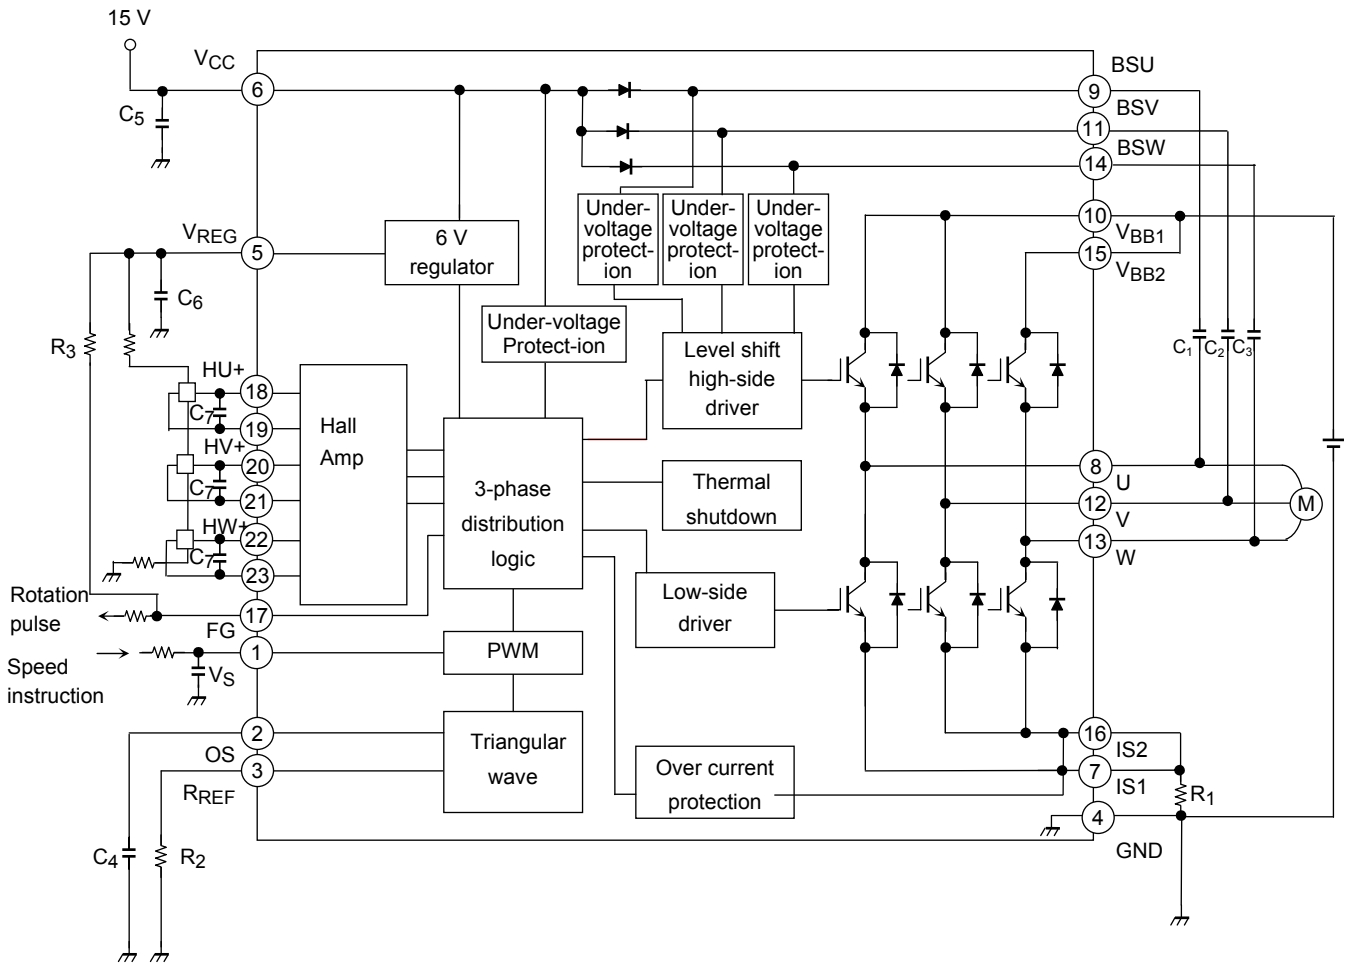 15 V
VCC
6
C5
BSU
9
BSV
11
BSW
14
VREG
5
C6
R3
6 V
regulator
Under-
voltage
protect-
ion
Under-
voltage
protect-
ion
Under-
voltage
protect-
ion
10
VBB1
15
VBB2
Under-voltage
Protect-ion
Level shift
high-side
driver
C1
C2
C3
HU+
18
C7
19
HV+
20
C7
21
HW+
22
C7
23
Hall
Amp
3-phase
distribution
logic
Thermal
shutdown
Low-side
driver
8
U
12
V
13
W
M
Rotation
pulse
17
FG
Speed
instruction
1
VS
PWM
2
OS
3
RREF
Triangular
wave
Over current
protection
16
IS2
7
IS1
R1
4
GND
C4
R2